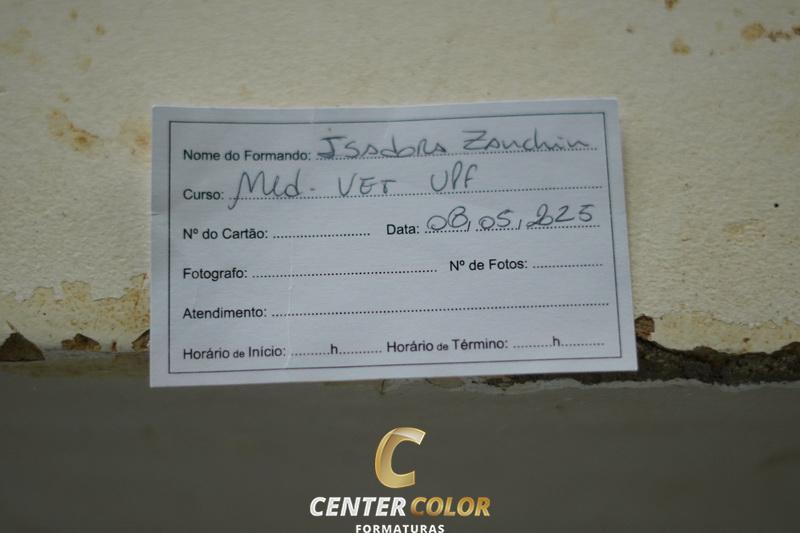 Nome do Formando: Isadora Zanchin
Curso: Med. VET UPF
Nº do Cartão: ........................ Data: 08,05,2025
Fotografo: .............................................. Nº de Fotos: .................
Atendimento: ....................................................................................
Horário de Início: ..........h........... Horário de Término: ..........h..........
C
CENTER COLOR
FORMATURAS